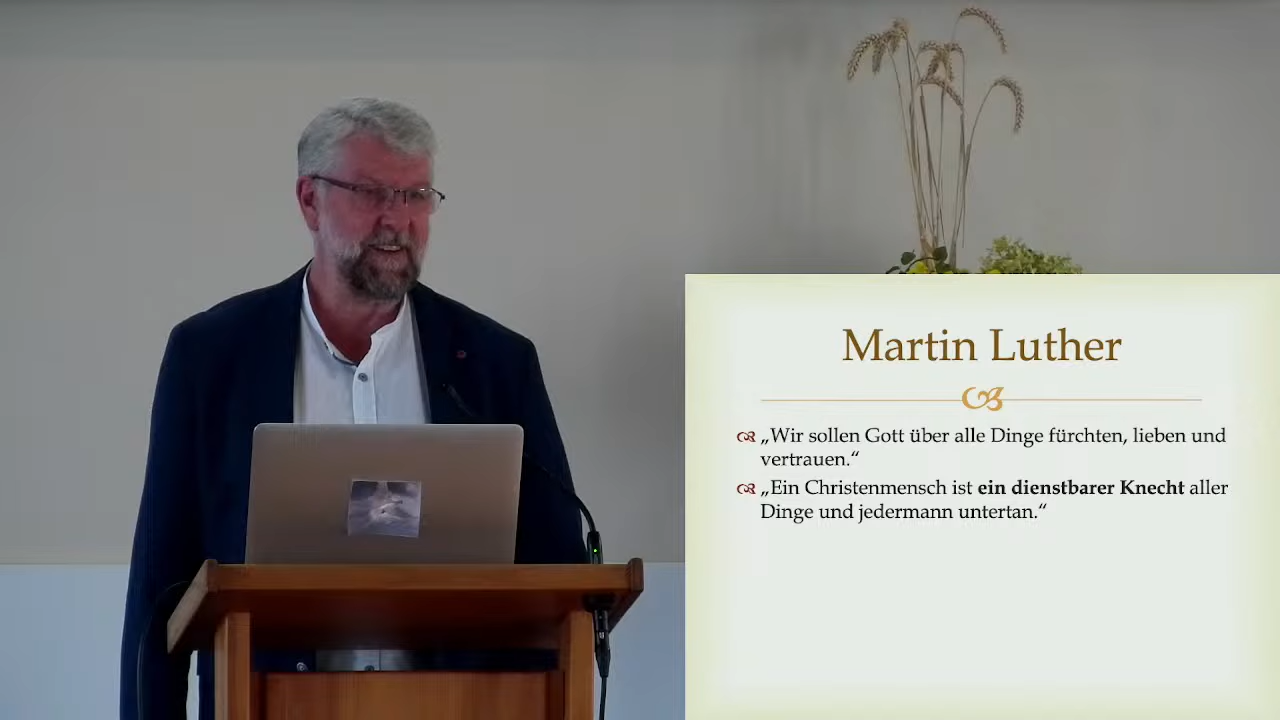 Martin Luther
„Wir sollen Gott über alle Dinge fürchten, lieben und
vertrauen.“
„Ein Christenmensch ist ein dienstbarer Knecht aller
Dinge und jedermann untertan.“